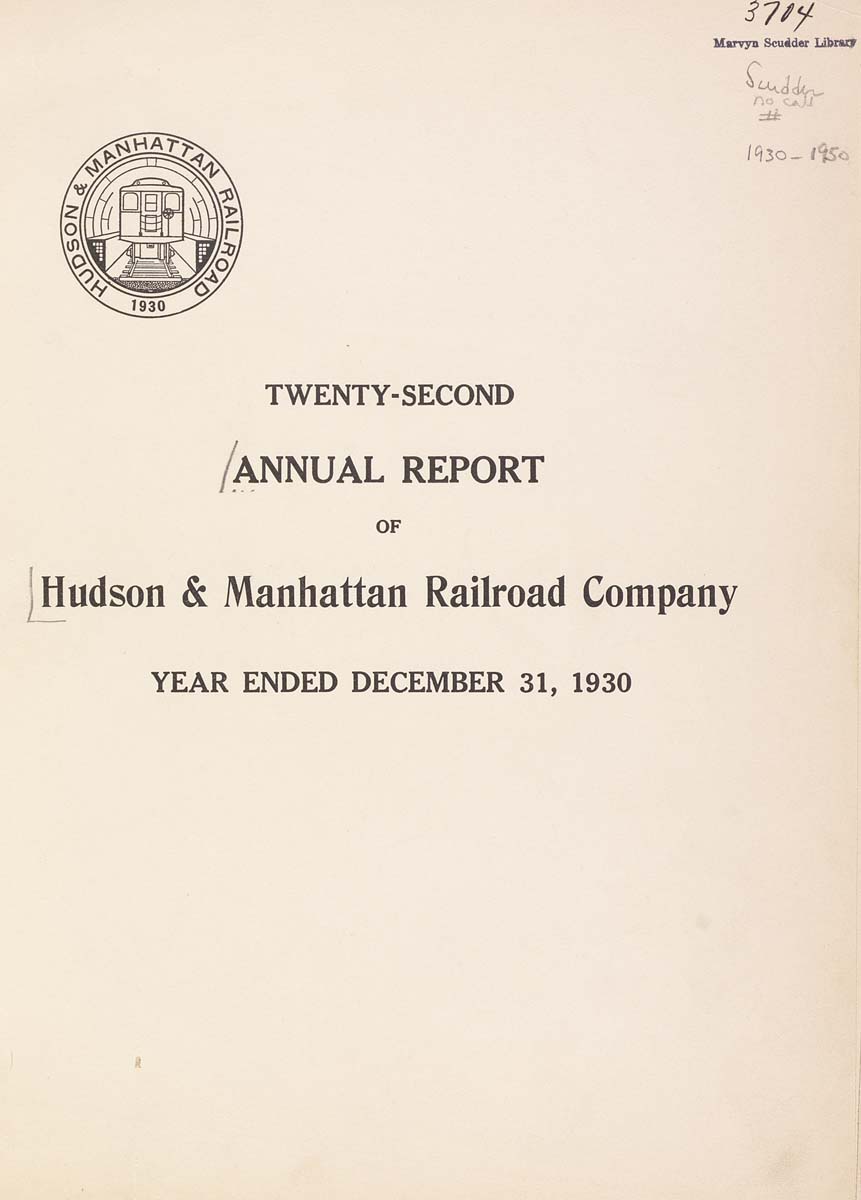 3704
Marvyn Scudder Library
Scudder
no call
#
1930 - 1950
HUDSON & MANHATTAN RAILROAD
1930
TWENTY-SECOND
ANNUAL REPORT
OF
Hudson & Manhattan Railroad Company
YEAR ENDED DECEMBER 31, 1930